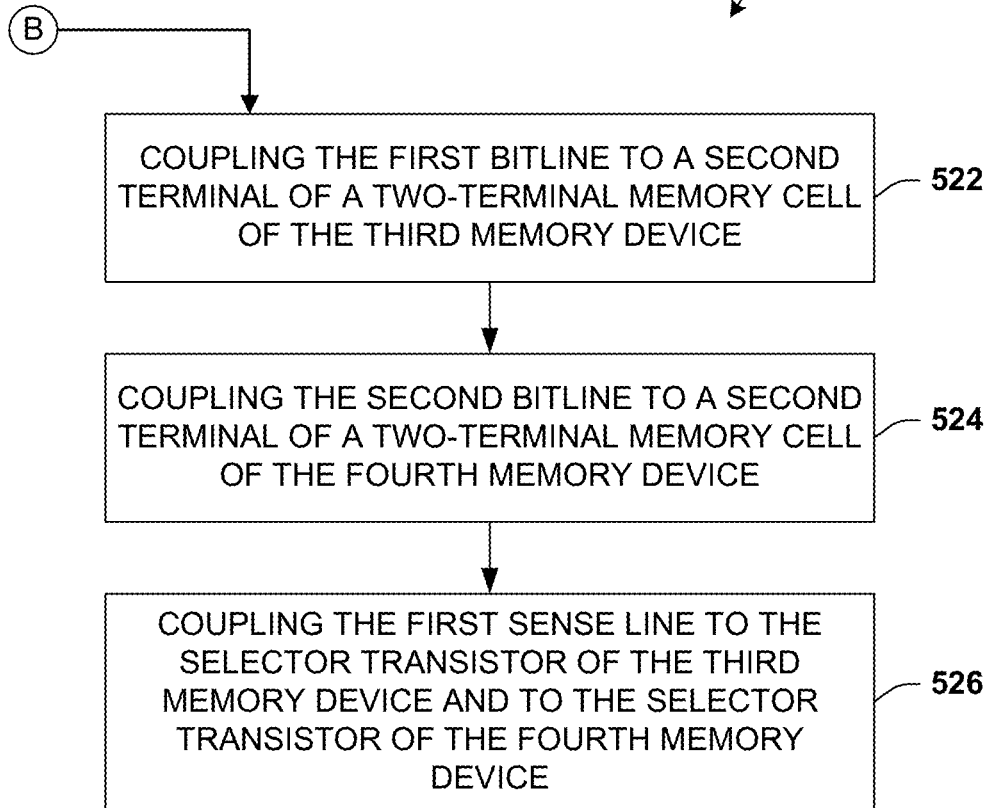 B
COUPLING THE FIRST BITLINE TO A SECOND
TERMINAL OF A TWO-TERMINAL MEMORY CELL
OF THE THIRD MEMORY DEVICE
522
COUPLING THE SECOND BITLINE TO A SECOND
TERMINAL OF A TWO-TERMINAL MEMORY CELL
OF THE FOURTH MEMORY DEVICE
524
COUPLING THE FIRST SENSE LINE TO THE
SELECTOR TRANSISTOR OF THE THIRD
MEMORY DEVICE AND TO THE SELECTOR
TRANSISTOR OF THE FOURTH MEMORY
DEVICE
526